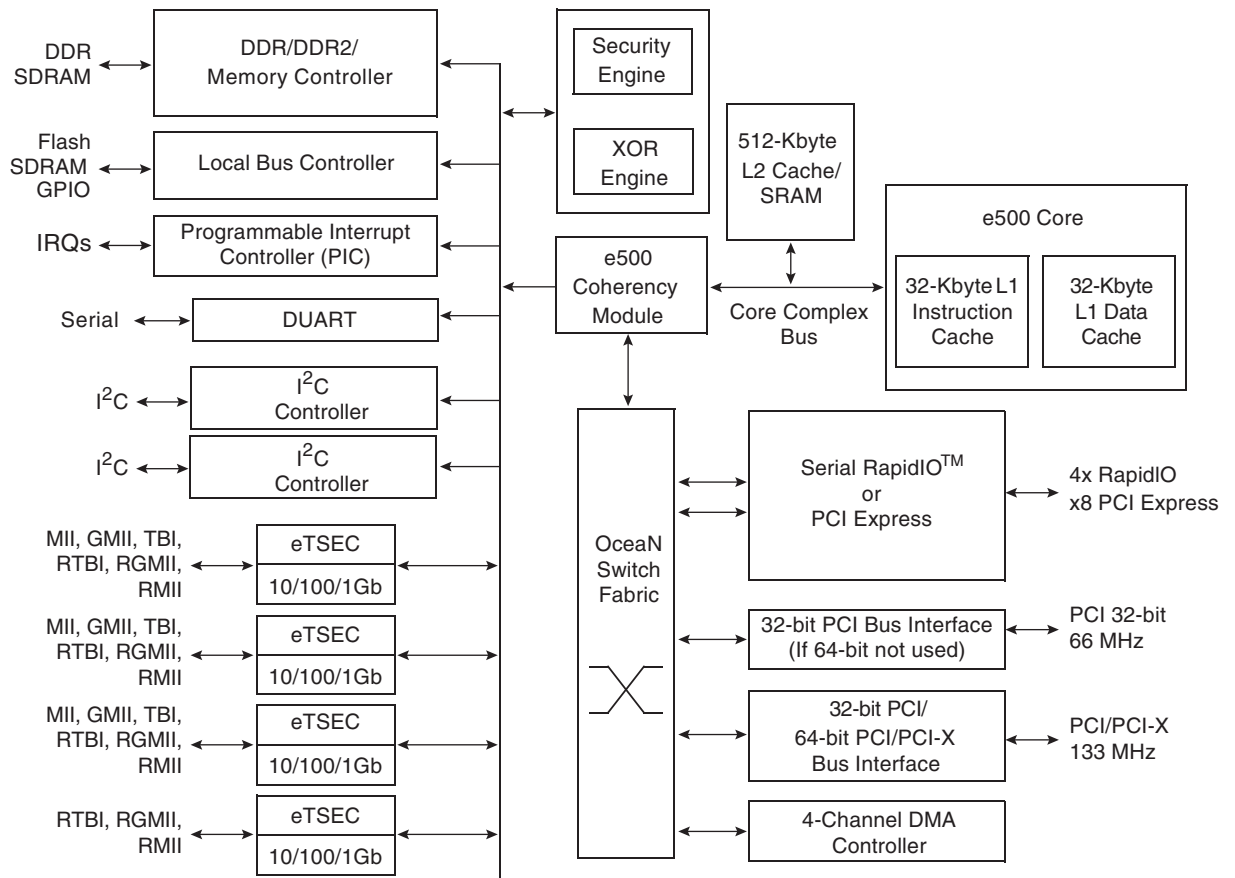 DDR
SDRAM
DDR/DDR2/
Memory Controller
Flash
SDRAM
GPIO
Local Bus Controller
IRQs
Programmable Interrupt
Controller (PIC)
Serial
DUART
I2C
I2C
Controller
I2C
I2C
Controller
MII, GMII, TBI,
RTBI, RGMII,
RMII
eTSEC
10/100/1Gb
MII, GMII, TBI,
RTBI, RGMII,
RMII
eTSEC
10/100/1Gb
MII, GMII, TBI,
RTBI, RGMII,
RMII
eTSEC
10/100/1Gb
RTBI, RGMII,
RMII
eTSEC
10/100/1Gb
Security
Engine
XOR
Engine
512-Kbyte
L2 Cache/
SRAM
e500
Coherency
Module
Core Complex
Bus
e500 Core
32-Kbyte L1
Instruction
Cache
32-Kbyte
L1 Data
Cache
OceaN
Switch
Fabric
Serial RapidIO™
or
PCI Express
4x RapidIO
x8 PCI Express
32-bit PCI Bus Interface
(If 64-bit not used)
PCI 32-bit
66 MHz
32-bit PCI/
64-bit PCI/PCI-X
Bus Interface
PCI/PCI-X
133 MHz
4-Channel DMA
Controller